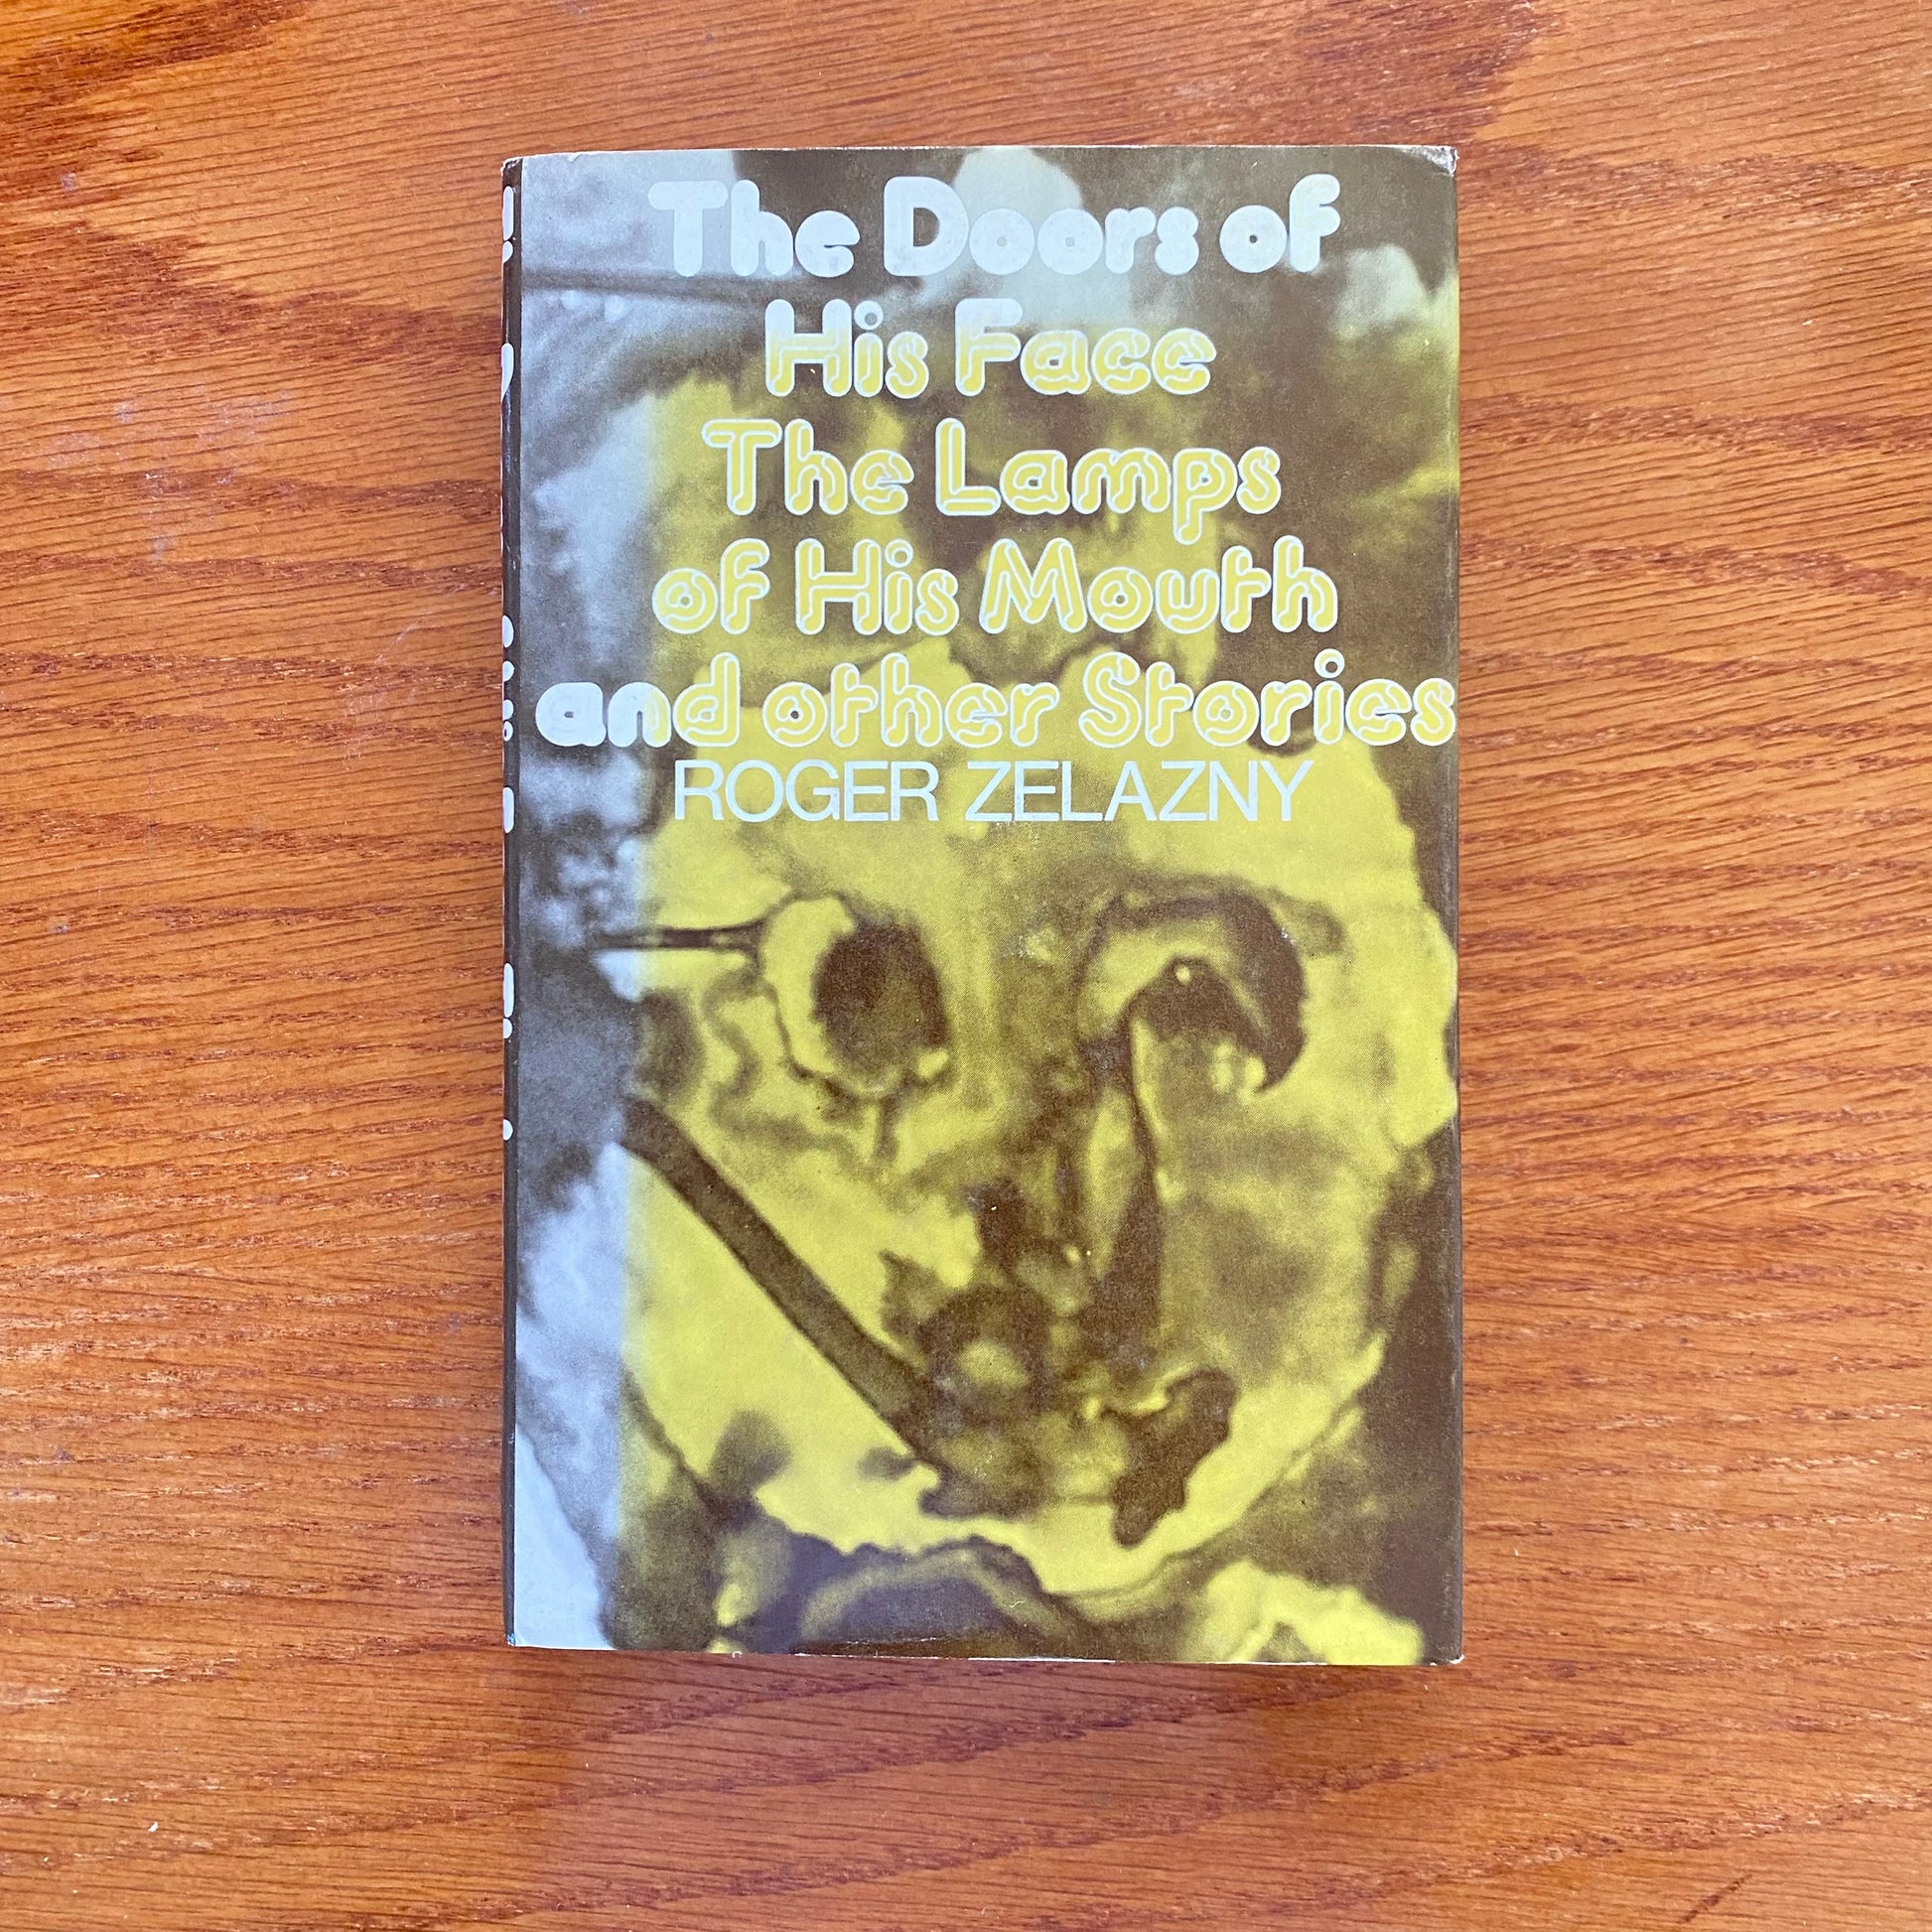 The Doors of
His Face
The Lamps
of His Mouth
and other Stories
ROGER ZELAZNY